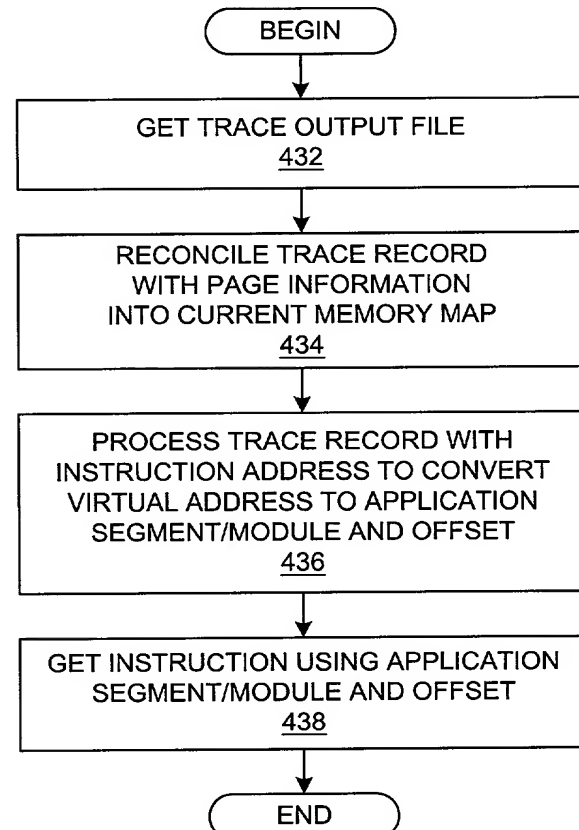 BEGIN
GET TRACE OUTPUT FILE
432
RECONCILE TRACE RECORD
WITH PAGE INFORMATION
INTO CURRENT MEMORY MAP
434
PROCESS TRACE RECORD WITH
INSTRUCTION ADDRESS TO CONVERT
VIRTUAL ADDRESS TO APPLICATION
SEGMENT/MODULE AND OFFSET
436
GET INSTRUCTION USING APPLICATION
SEGMENT/MODULE AND OFFSET
438
END